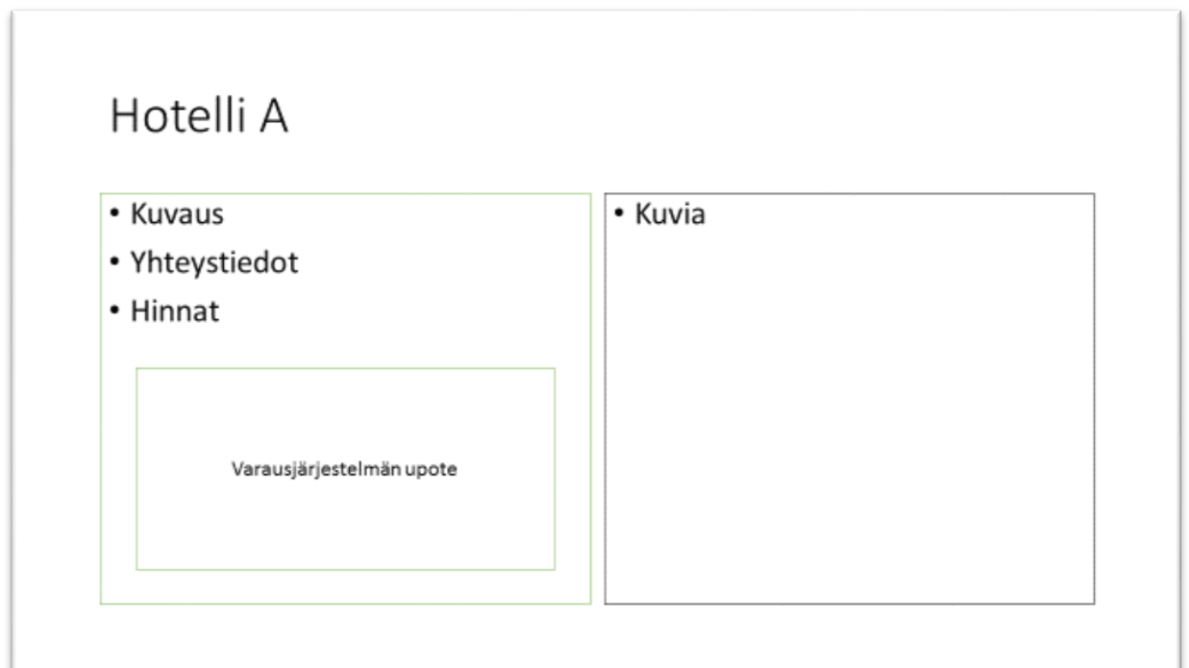 Hotelli A
• Kuvaus
• Yhteystiedot
• Hinnat
Varausjärjestelmän upote
• Kuvia